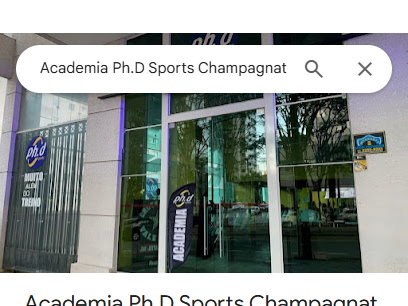 ph.d
Academia Ph.D Sports Champagnat
ph.d
MUITO
ALÉM
DO
TREINO
ph.d
ACADEMIA
Academia Ph.D Sports Champagnat